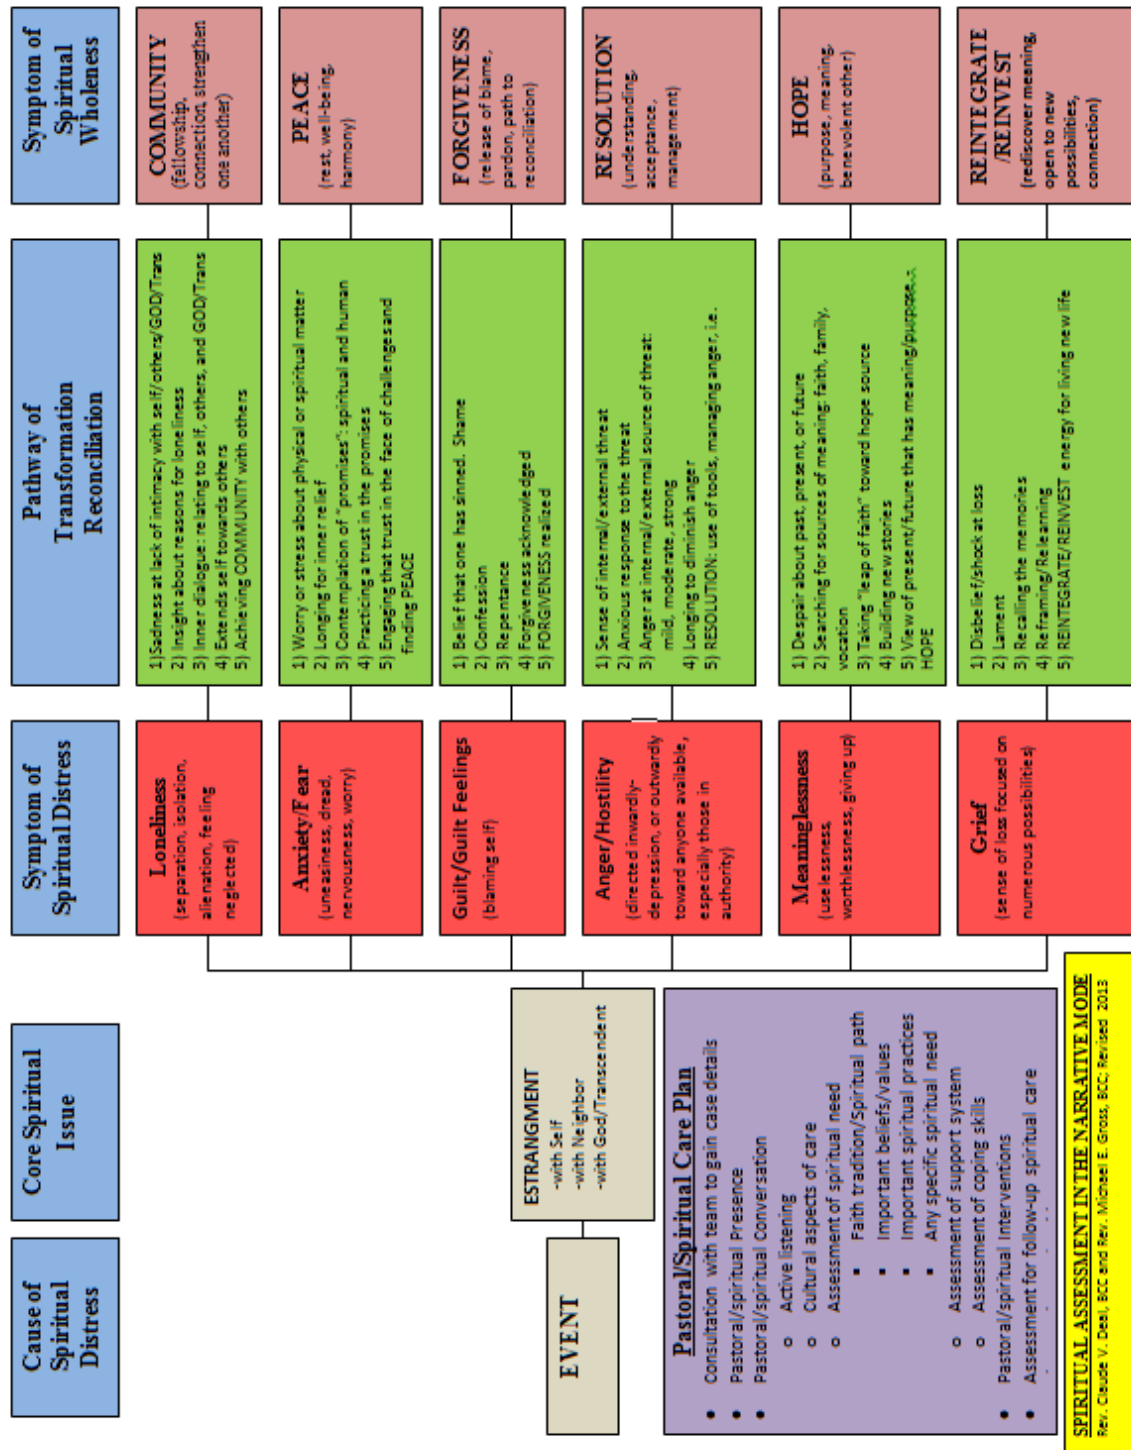 Cause of
Spiritual
Distress
Core Spiritual
Issue
Symptom of
Spiritual Distress
Pathway of
Transformation
Reconciliation
Symptom of
Spiritual
Wholeness
EVENT
ESTRANGMENT
-with Self
-with Neighbor
-with God/Transcendent
Loneliness
(separation, isolation,
alienation, feeling
neglected)
1)Sadness at lack of intimacy with self/others/GOD/Trans
2) Insight about reasons for loneliness
3) Inner dialogue: relating to self, others, and GOD/Trans
4) Extends self towards others
5) Achieving COMMUNITY with others
COMMUNITY
(fellowship,
connection, strengthen
one another)
Anxiety/Fear
(uneasiness, dread,
nervousness, worry)
1) Worry or stress about physical or spiritual matter
2) Longing for inner relief
3) Contemplation of "promises": spiritual and human
4) Practicing a trust in the promises
5) Engaging that trust in the face of challenges and
finding PEACE
PEACE
(rest, well-being,
harmony)
Guilt/Guilt Feelings
(blaming self)
1) Belief that one has sinned. Shame
2) Confession
3) Repentance
4) Forgiveness acknowledged
5) FORGIVENESS realized
FORGIVENESS
(release of blame,
pardon, path to
reconciliation)
Anger/Hostility
(directed inwardly-
depression, or outwardly
toward anyone available,
especially those in
authority)
1) Sense of internal/external threat
2) Anxious response to the threat
3) Anger at internal/external source of threat:
mild, moderate, strong
4) Longing to diminish anger
5) RESOLUTION: use of tools, managing anger, i.e.
RESOLUTION
(understanding,
acceptance,
management)
Meaninglessness
(uselessness,
worthlessness, giving up)
1) Despair about past, present, or future
2) Searching for sources of meaning: faith, family,
vocation
3) Taking "leap of faith" toward hope source
4) Building new stories
5) View of present/future that has meaning/purpose..
HOPE
HOPE
(purpose, meaning,
benevolent other)
Grief
(sense of loss focused on
numerous possibilities)
1) Disbelief/shock at loss
2) Lament
3) Recalling the memories
4) Reframing/Relearning
5) REINTEGRATE/REINVEST energy for living new life
REINTEGRATE
/REINVEST
(rediscover meening,
open to new
possibilities,
connection)
Pastoral/Spiritual Care Plan
• Consultation with team to gain case details
• Pastoral/spiritual Presence
• Pastoral/spiritual Conversation
o Active listening
o Cultural aspects of care
o Assessment of spiritual need
▪ Faith tradition/Spiritual path
▪ Important beliefs/values
▪ Important spiritual practices
▪ Any specific spiritual need
o Assessment of support system
o Assessment of coping skills
• Pastoral/spiritual Interventions
• Assessment for follow-up spiritual care
SPIRITUAL ASSESSMENT IN THE NARRATIVE MODE
Rev. Claude V. Deal, BCC and Rev. Michael E. Gross, BCC; Revised 2013